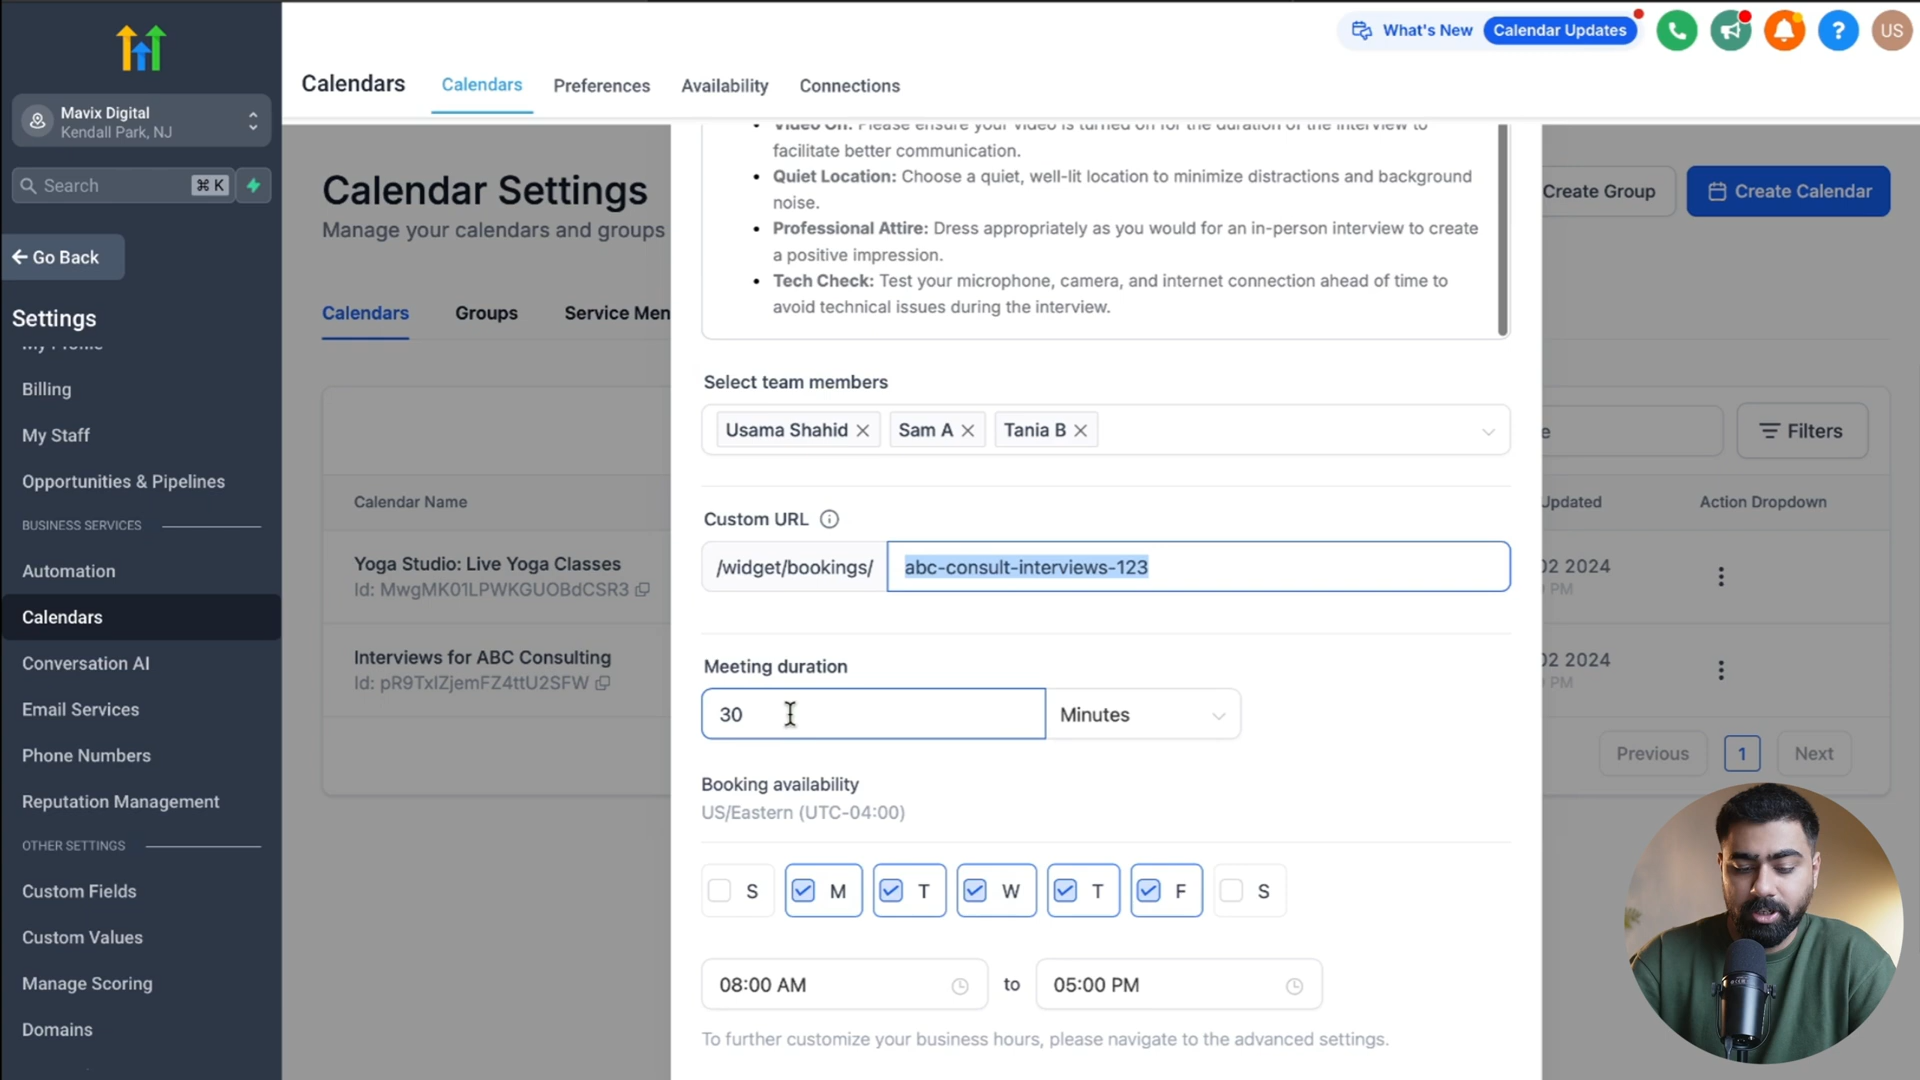 What's New
Calendar Updates
US
Calendars
Calendars
Preferences
Availability
Connections
Mavix Digital
Kendall Park, NJ
Search
⌘ K
Go Back
Settings
My Profile
Billing
My Staff
Opportunities & Pipelines
BUSINESS SERVICES
Automation
Calendars
Conversation AI
Email Services
Phone Numbers
Reputation Management
OTHER SETTINGS
Custom Fields
Custom Values
Manage Scoring
Domains
Calendar Settings
Manage your calendars and groups
Create Group
Create Calendar
Calendars
Groups
Service Men
Filters
Calendar Name
Updated
Action Dropdown
Yoga Studio: Live Yoga Classes
Id: MwgMK01LPWKGUOBdCSR3
02 2024
PM
Interviews for ABC Consulting
Id: pR9TxIZjemFZ4ttU2SFW
02 2024
PM
Previous
1
Next
• Video On: Please ensure your video is turned on for the duration of the interview to
facilitate better communication.
• Quiet Location: Choose a quiet, well-lit location to minimize distractions and background
noise.
• Professional Attire: Dress appropriately as you would for an in-person interview to create
a positive impression.
• Tech Check: Test your microphone, camera, and internet connection ahead of time to
avoid technical issues during the interview.
Select team members
Usama Shahid
Sam A
Tania B
Custom URL
/widget/bookings/
abc-consult-interviews-123
Meeting duration
30
Minutes
Booking availability
US/Eastern (UTC-04:00)
S M T W T F S
08:00 AM to 05:00 PM
To further customize your business hours, please navigate to the advanced settings.